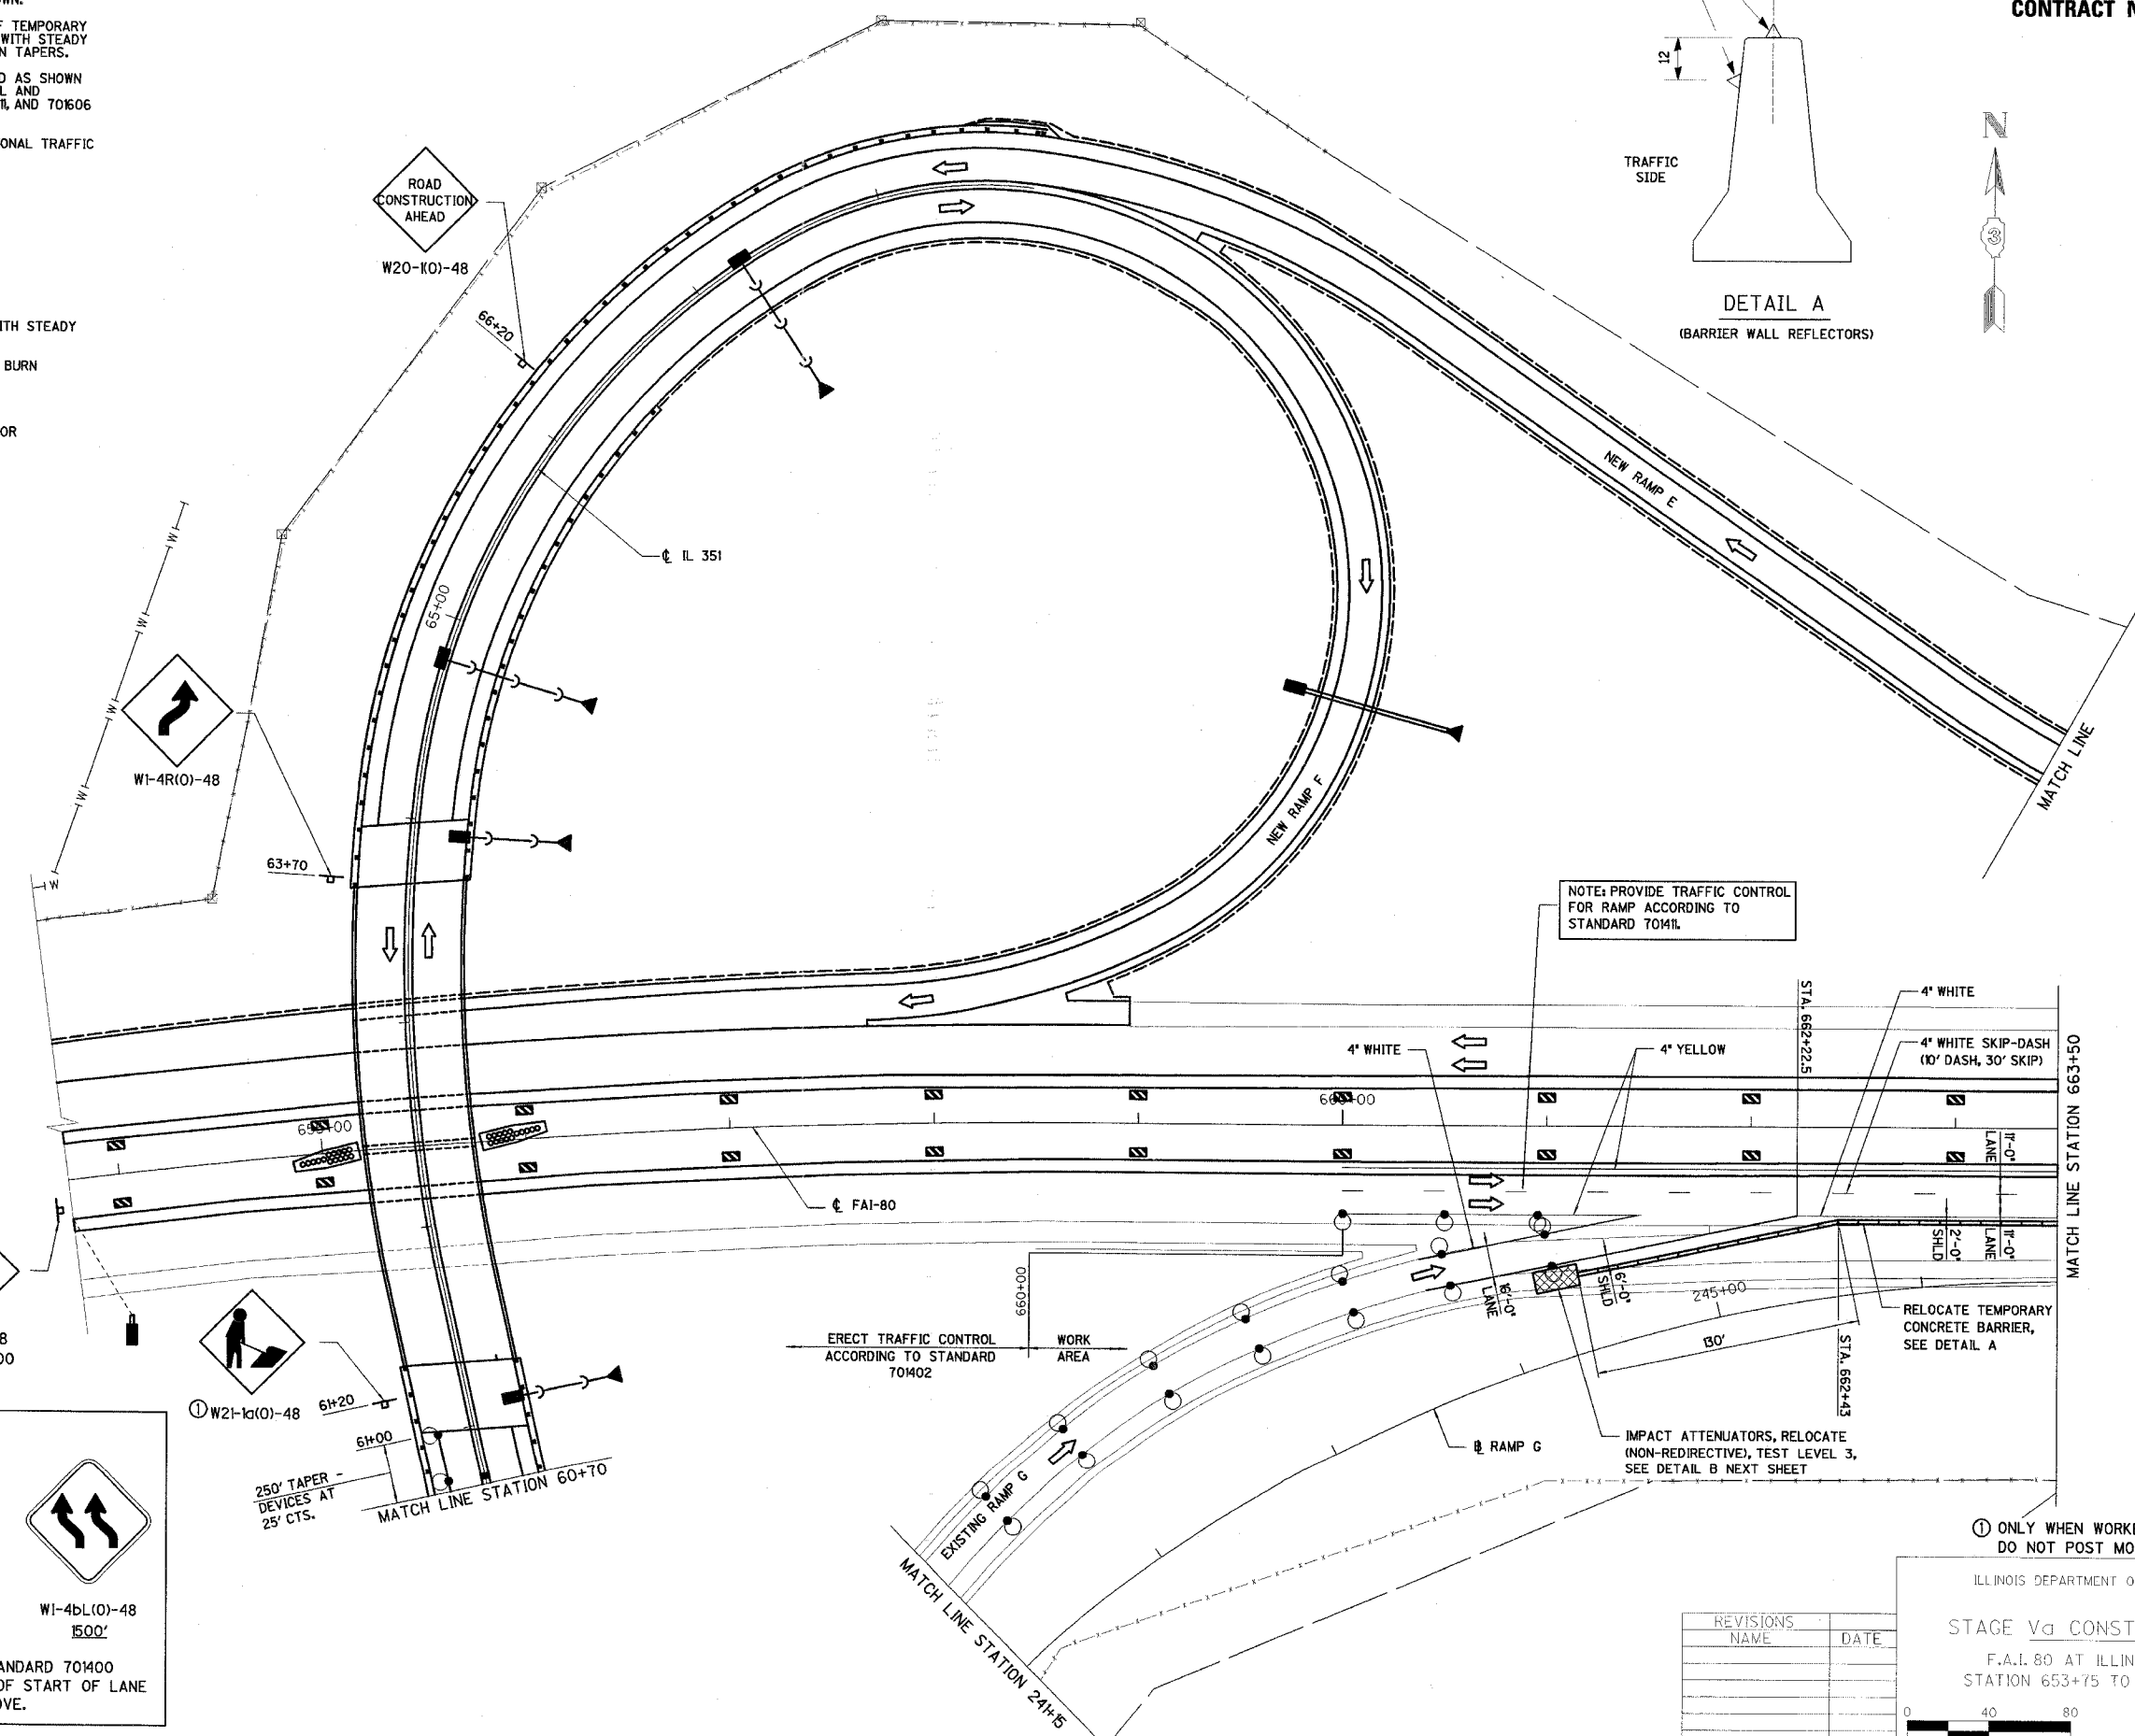 WN.
F TEMPORARY
WITH STEADY
N TAPERS.
D AS SHOWN
L AND
11, AND 701606
ONAL TRAFFIC
ITH STEADY
BURN
OR
CONTRACT N
12
TRAFFIC
SIDE
DETAIL A
(BARRIER WALL REFLECTORS)
N
3
ROAD
CONSTRUCTION
AHEAD
W20-1(O)-48
66+20
℄ IL 351
65+00
NEW RAMP E
MATCH LINE
W
W
W
W
W
W1-4R(O)-48
63+70
NEW RAMP F
NOTE: PROVIDE TRAFFIC CONTROL
FOR RAMP ACCORDING TO
STANDARD 701411.
STA. 662+22.5
4" WHITE
4" WHITE SKIP-DASH
(10' DASH, 30' SKIP)
4" WHITE
4" YELLOW
MATCH LINE STATION 663+50
11'-0"
LANE
11'-0"
LANE
2'-0"
SHLD
℄ FAI-80
660+00
16'-0"
LANE
6'-0"
SHLD
245+00
130'
STA. 662+43
RELOCATE TEMPORARY
CONCRETE BARRIER,
SEE DETAIL A
ERECT TRAFFIC CONTROL
ACCORDING TO STANDARD
701402
WORK
AREA
IMPACT ATTENUATORS, RELOCATE
(NON-REDIRECTIVE), TEST LEVEL 3,
SEE DETAIL B NEXT SHEET
RAMP G
8
00
① W21-1a(O)-48
61+20
61+00
250' TAPER -
DEVICES AT
25' CTS.
MATCH LINE STATION 60+70
EXISTING RAMP G
MATCH LINE STATION 241+15
W1-4bL(O)-48
1500'
ANDARD 701400
OF START OF LANE
OVE.
① ONLY WHEN WORKE
DO NOT POST MO
ILLINOIS DEPARTMENT O
STAGE Va CONST
F.A.I. 80 AT ILLIN
STATION 653+75 TO
REVISIONS
NAME
DATE
0
40
80